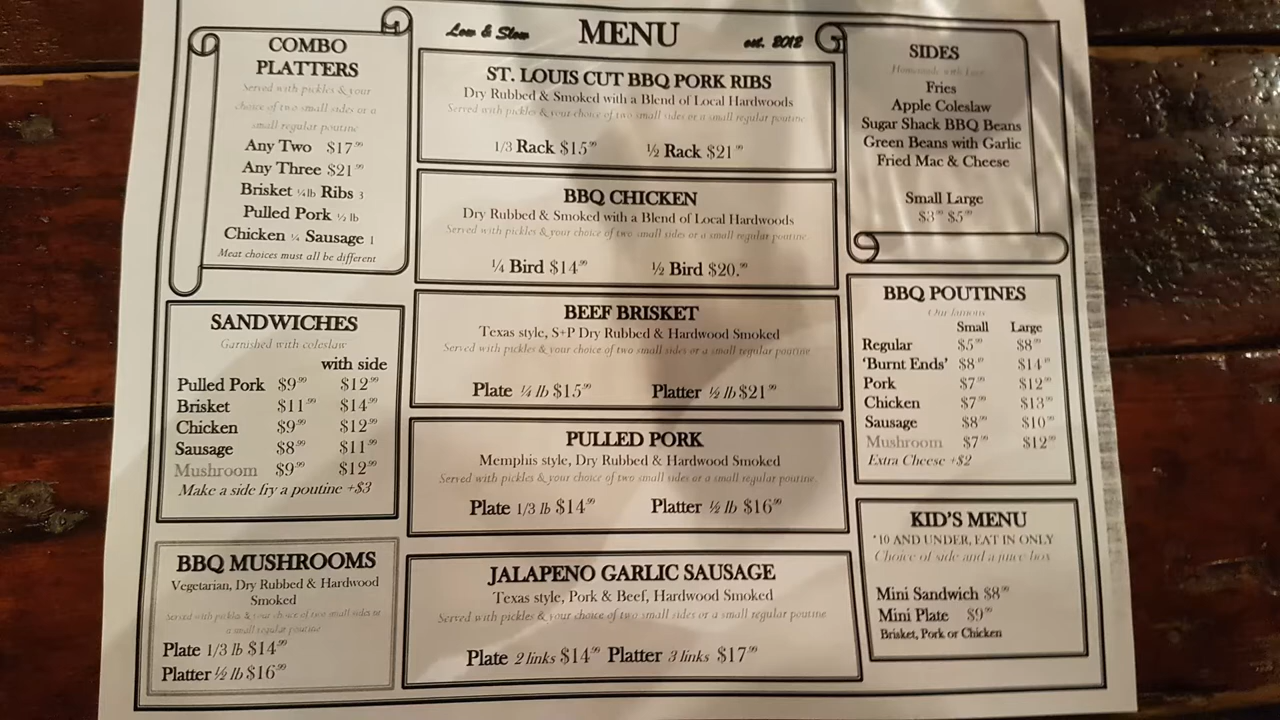 Low & Slow MENU est. 2012
COMBO
PLATTERS
Served with pickles & your
choice of two small sides or a
small regular poutine
Any Two $17.99
Any Three $21.99
Brisket ¼lb Ribs 3
Pulled Pork ½ lb
Chicken ¼ Sausage 1
Meat choices must all be different
SANDWICHES
Garnished with coleslaw
with side
Pulled Pork $9.99 $12.99
Brisket $11.99 $14.99
Chicken $9.99 $12.99
Sausage $8.99 $11.99
Mushroom $9.99 $12.99
Make a side fry a poutine +$3
BBQ MUSHROOMS
Vegetarian, Dry Rubbed & Hardwood
Smoked
Served with pickles & your choice of two small sides or
a small regular poutine
Plate 1/3 lb $14.99
Platter ½ lb $16.99
ST. LOUIS CUT BBQ PORK RIBS
Dry Rubbed & Smoked with a Blend of Local Hardwoods
Served with pickles & your choice of two small sides or a small regular poutine
1/3 Rack $15.99 ½ Rack $21.99
BBQ CHICKEN
Dry Rubbed & Smoked with a Blend of Local Hardwoods
Served with pickles & your choice of two small sides or a small regular poutine
¼ Bird $14.99 ½ Bird $20.99
BEEF BRISKET
Texas style, S+P Dry Rubbed & Hardwood Smoked
Served with pickles & your choice of two small sides or a small regular poutine
Plate ¼ lb $15.99 Platter ½ lb $21.99
PULLED PORK
Memphis style, Dry Rubbed & Hardwood Smoked
Served with pickles & your choice of two small sides or a small regular poutine
Plate 1/3 lb $14.99 Platter ½ lb $16.99
JALAPENO GARLIC SAUSAGE
Texas style, Pork & Beef, Hardwood Smoked
Served with pickles & your choice of two small sides or a small regular poutine
Plate 2 links $14.99 Platter 3 links $17.99
SIDES
Homemade with Love
Fries
Apple Coleslaw
Sugar Shack BBQ Beans
Green Beans with Garlic
Fried Mac & Cheese
Small Large
$3.99 $5.99
BBQ POUTINES
Our famous
Small Large
Regular $5.99 $8.99
'Burnt Ends' $8.99 $14.99
Pork $7.99 $12.99
Chicken $7.99 $13.99
Sausage $8.99 $10.99
Mushroom $7.99 $12.99
Extra Cheese +$2
KID'S MENU
*10 AND UNDER, EAT IN ONLY
Choice of side and a juice box
Mini Sandwich $8.99
Mini Plate $9.99
Brisket, Pork or Chicken